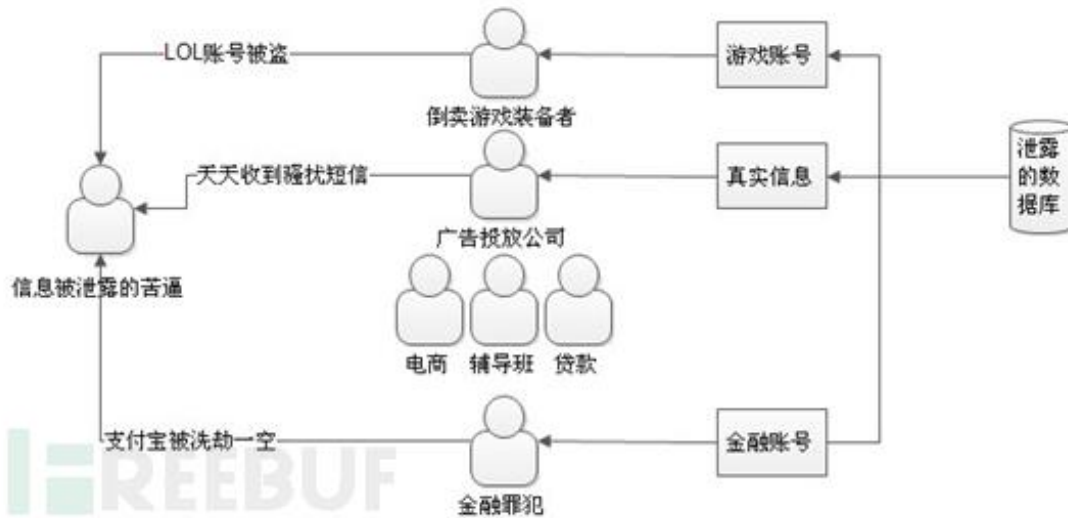 LOL账号被盗
游戏账号
倒卖游戏装备者
泄露
的数
据库
天天收到骚扰短信
真实信息
广告投放公司
信息被泄露的苦逼
电商
辅导班
贷款
支付宝被洗劫一空
金融账号
金融罪犯
FREEBUF